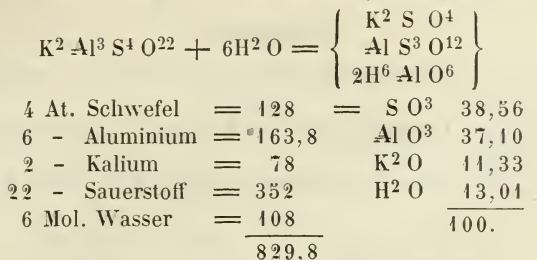 K² Al³ S⁴ O²² + 6H² O = { K² S O⁴
Al S³ O¹²
2H⁶ Al O⁶ }
4 At. Schwefel = 128 = S O³ 38,56
6 - Aluminium = 163,8 Al O³ 37,10
2 - Kalium = 78 K² O 11,33
22 - Sauerstoff = 352 H² O 13,01
6 Mol. Wasser = 108 100.
829,8